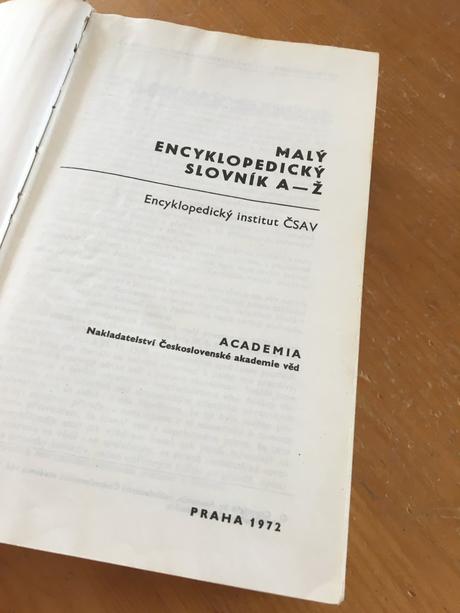 MALÝ
ENCYKLOPEDICKÝ
SLOVNÍK A—Ž
Encyklopedický institut ČSAV
ACADEMIA
Nakladatelství Československé akademie věd
PRAHA 1972